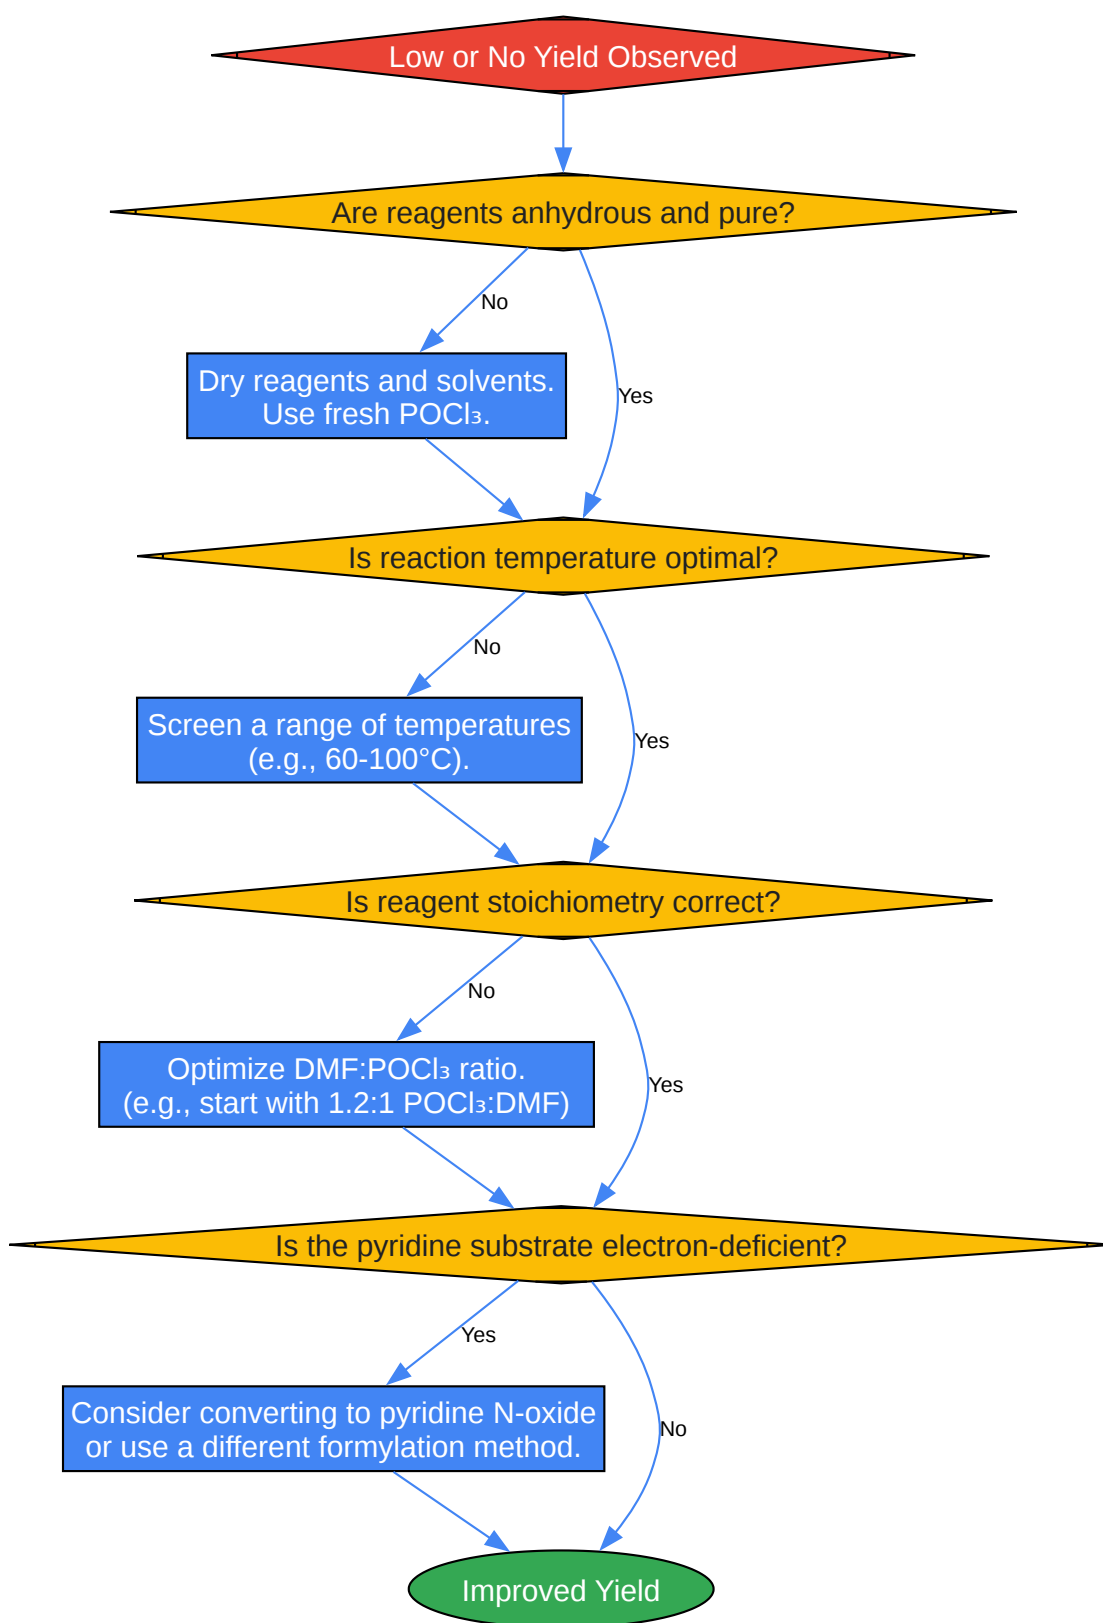 Low or No Yield Observed
Are reagents anhydrous and pure?
No
Dry reagents and solvents.
Use fresh POCl₃.
Yes
Is reaction temperature optimal?
No
Screen a range of temperatures
(e.g., 60-100°C).
Yes
Is reagent stoichiometry correct?
No
Optimize DMF:POCl₃ ratio.
(e.g., start with 1.2:1 POCl₃:DMF)
Yes
Is the pyridine substrate electron-deficient?
Yes
Consider converting to pyridine N-oxide
or use a different formylation method.
No
Improved Yield